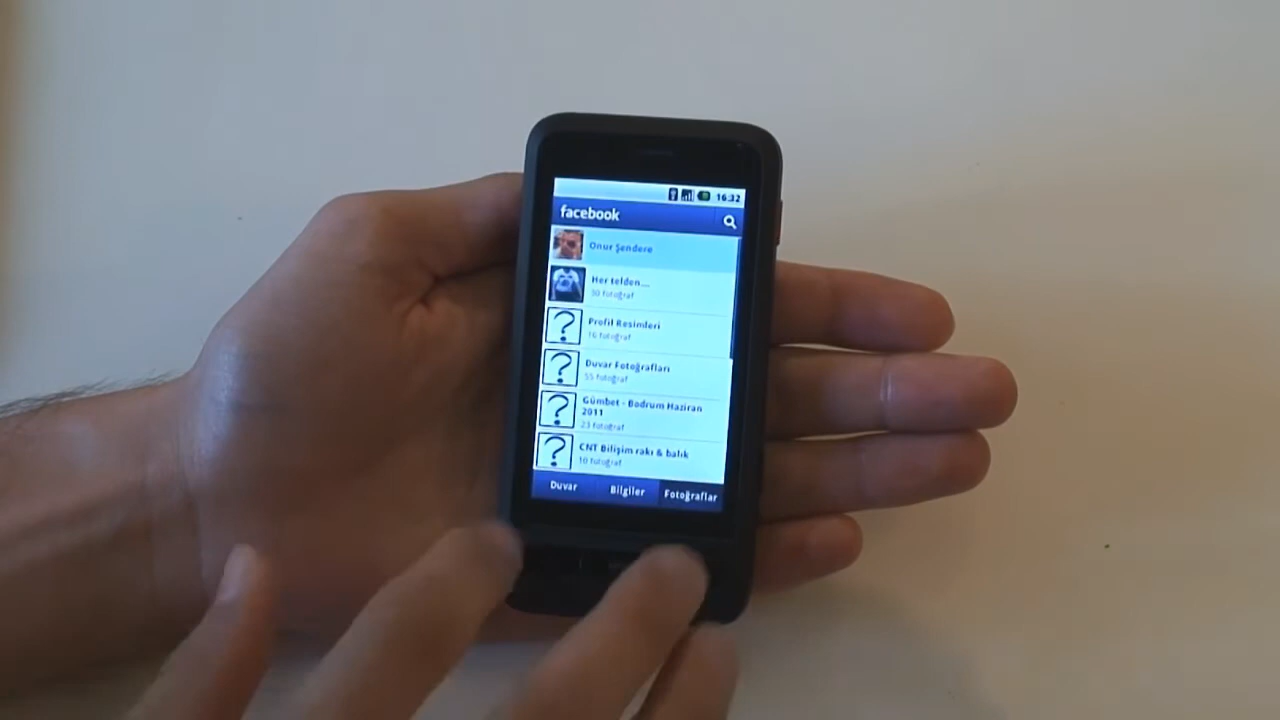 16:32
facebook
Onur Şendere
Her telden...
30 fotoğraf
Profil Resimleri
16 fotoğraf
Duvar Fotoğrafları
55 fotoğraf
Gümbet - Bodrum Haziran
2011
23 fotoğraf
CNT Bilişim rakı & balık
10 fotoğraf
Duvar
Bilgiler
Fotoğraflar